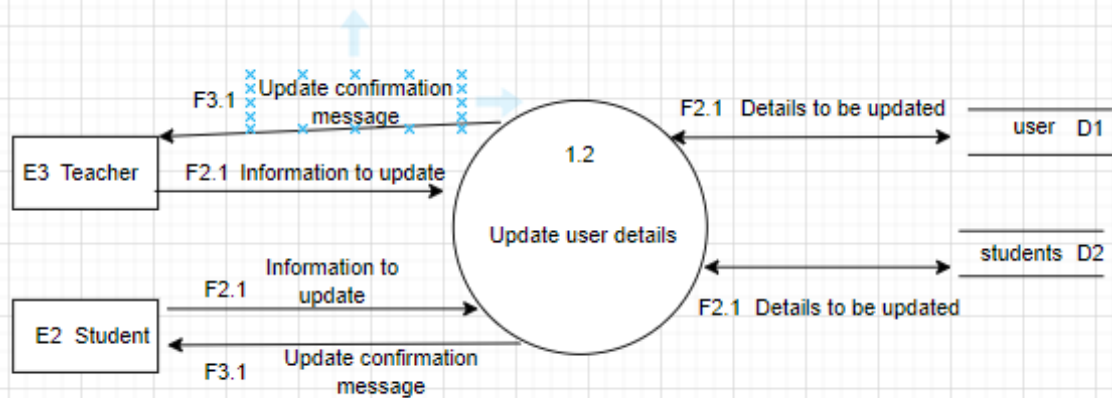 F3.1 Update confirmation
message
F2.1 Details to be updated
user D1
1.2
E3 Teacher
F2.1 Information to update
Update user details
students D2
Information to
update
F2.1
F2.1 Details to be updated
E2 Student
Update confirmation
message
F3.1